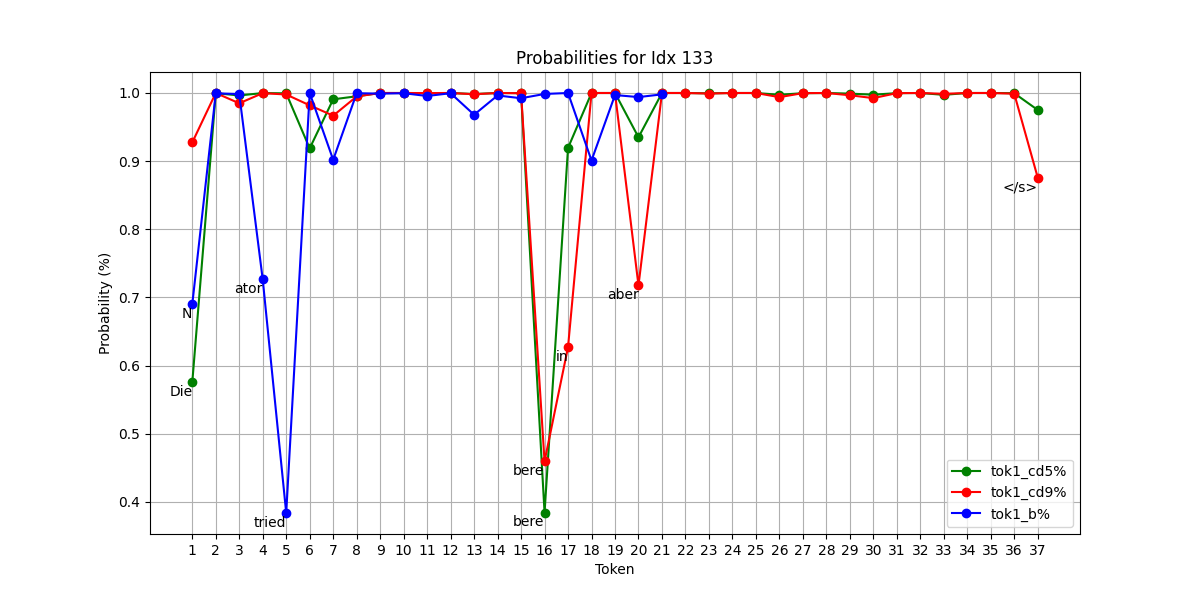 Probabilities for Idx 133
Probability (%)
1.0
0.9
0.8
0.7
0.6
0.5
0.4
N
Die
ator
tried
bere
bere
in
aber
</s>
tok1_cd5%
tok1_cd9%
tok1_b%
1 2 3 4 5 6 7 8 9 10 11 12 13 14 15 16 17 18 19 20 21 22 23 24 25 26 27 28 29 30 31 32 33 34 35 36 37
Token